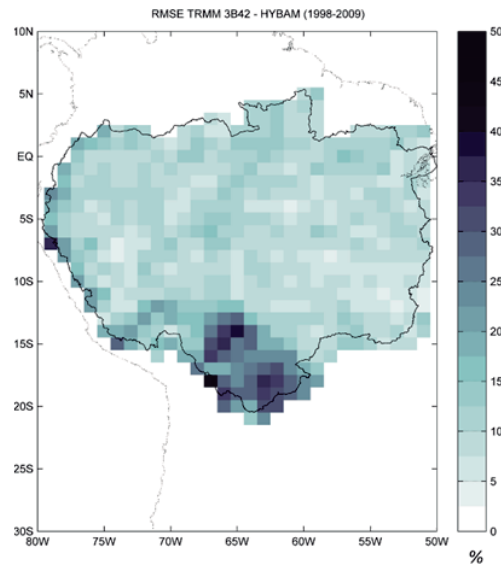 RMSE TRMM 3B42 - HYBAM (1998-2009)
10N
5N
EQ
5S
10S
15S
20S
25S
30S
80W 75W 70W 65W 60W 55W 50W
50
45
40
35
30
25
20
15
10
5
0
%